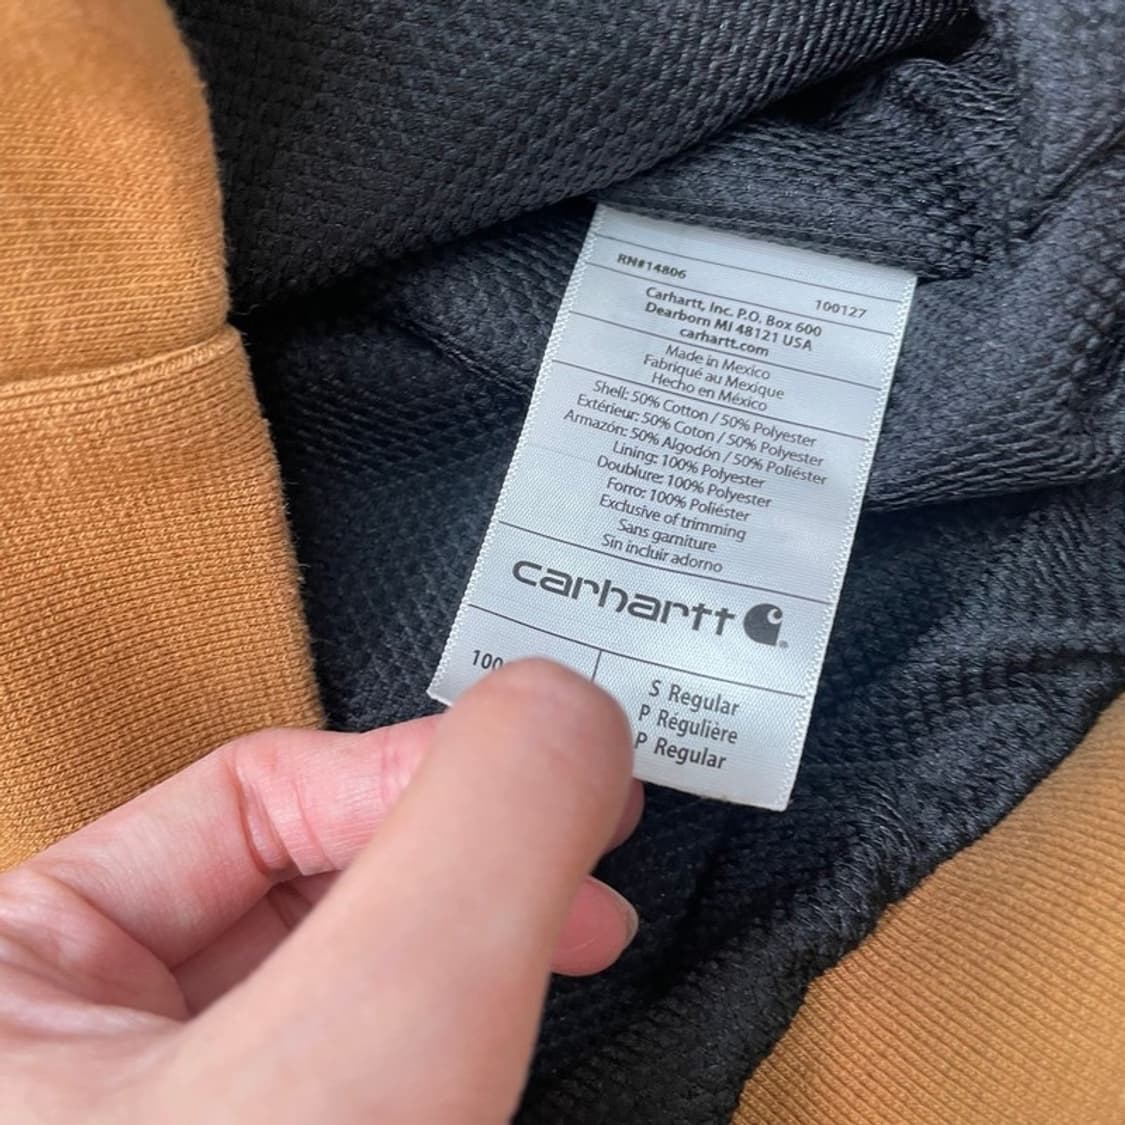 RN#14806
100127
Carhartt, Inc. P.O. Box 600
Dearborn MI 48121 USA
carhartt.com
Made in Mexico
Fabriqué au Mexique
Hecho en México
Shell: 50% Cotton / 50% Polyester
Extérieur: 50% Coton / 50% Polyester
Armazón: 50% Algodón / 50% Poliéster
Lining: 100% Polyester
Doublure: 100% Polyester
Forro: 100% Poliéster
Exclusive of trimming
Sans garniture
Sin incluir adorno
carhartt
100
S Regular
P Régulière
P Regular